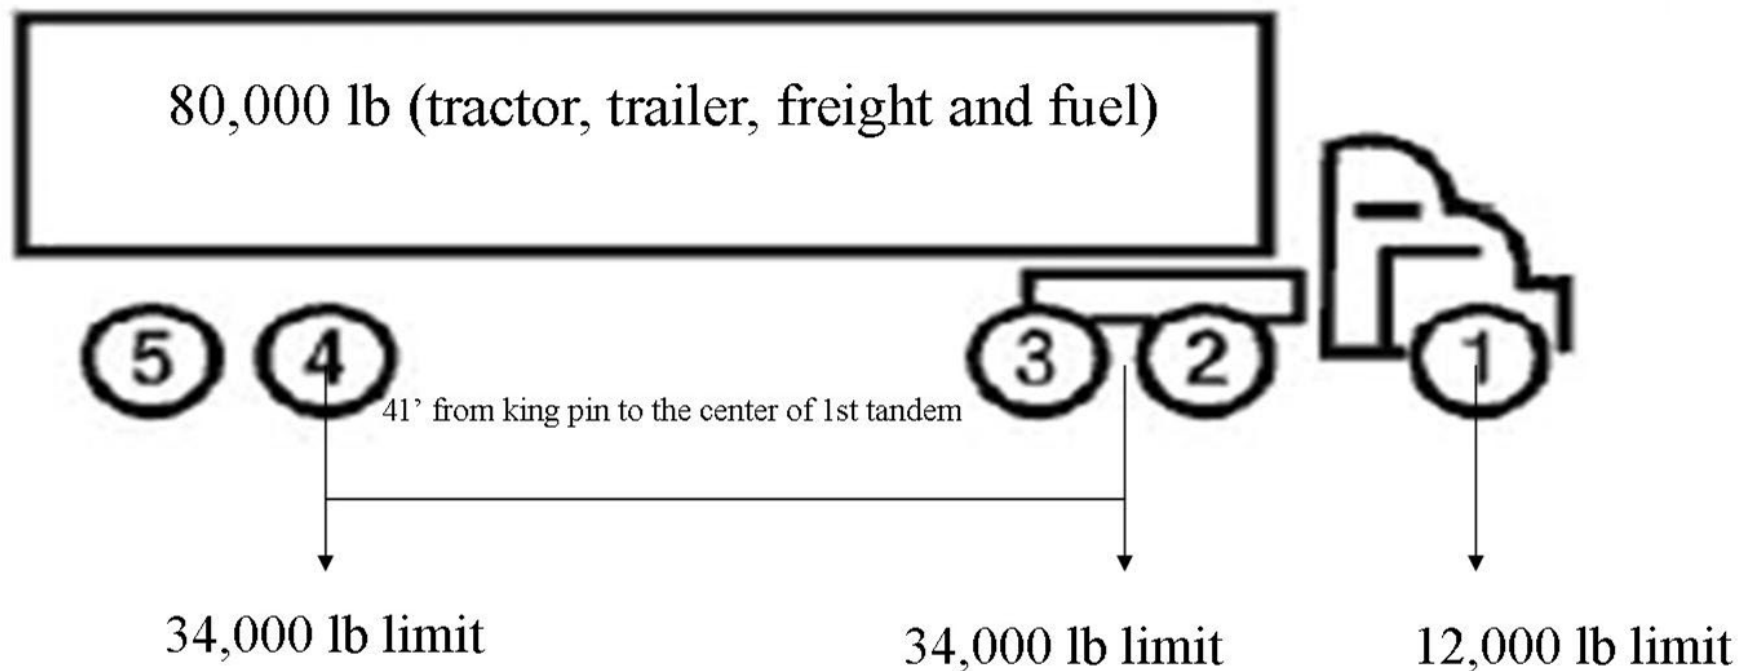 80,000 lb (tractor, trailer, freight and fuel)
5 4 3 2 1
41’ from king pin to the center of 1st tandem
34,000 lb limit
34,000 lb limit
12,000 lb limit